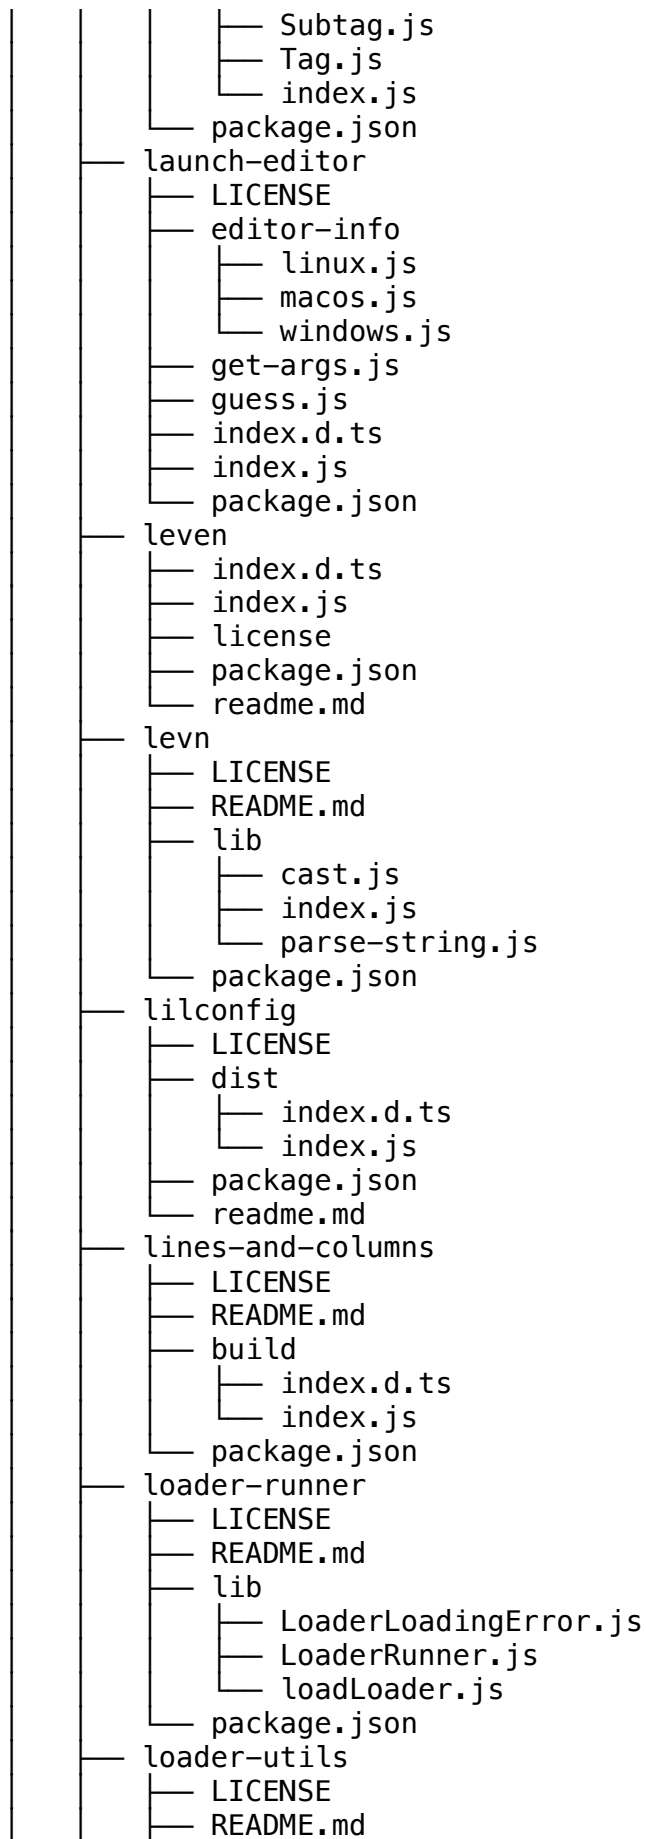 │   │   │   ├── Subtag.js
│   │   │   ├── Tag.js
│   │   │   └── index.js
│   │   └── package.json
│   ├── launch-editor
│   │   ├── LICENSE
│   │   ├── editor-info
│   │   │   ├── linux.js
│   │   │   ├── macos.js
│   │   │   └── windows.js
│   │   ├── get-args.js
│   │   ├── guess.js
│   │   ├── index.d.ts
│   │   ├── index.js
│   │   └── package.json
│   ├── leven
│   │   ├── index.d.ts
│   │   ├── index.js
│   │   ├── license
│   │   ├── package.json
│   │   └── readme.md
│   ├── levn
│   │   ├── LICENSE
│   │   ├── README.md
│   │   ├── lib
│   │   │   ├── cast.js
│   │   │   ├── index.js
│   │   │   └── parse-string.js
│   │   └── package.json
│   ├── lilconfig
│   │   ├── LICENSE
│   │   ├── dist
│   │   │   ├── index.d.ts
│   │   │   └── index.js
│   │   ├── package.json
│   │   └── readme.md
│   ├── lines-and-columns
│   │   ├── LICENSE
│   │   ├── README.md
│   │   ├── build
│   │   │   ├── index.d.ts
│   │   │   └── index.js
│   │   └── package.json
│   ├── loader-runner
│   │   ├── LICENSE
│   │   ├── README.md
│   │   ├── lib
│   │   │   ├── LoaderLoadingError.js
│   │   │   ├── LoaderRunner.js
│   │   │   └── loadLoader.js
│   │   └── package.json
│   ├── loader-utils
│   │   ├── LICENSE
│   │   ├── README.md